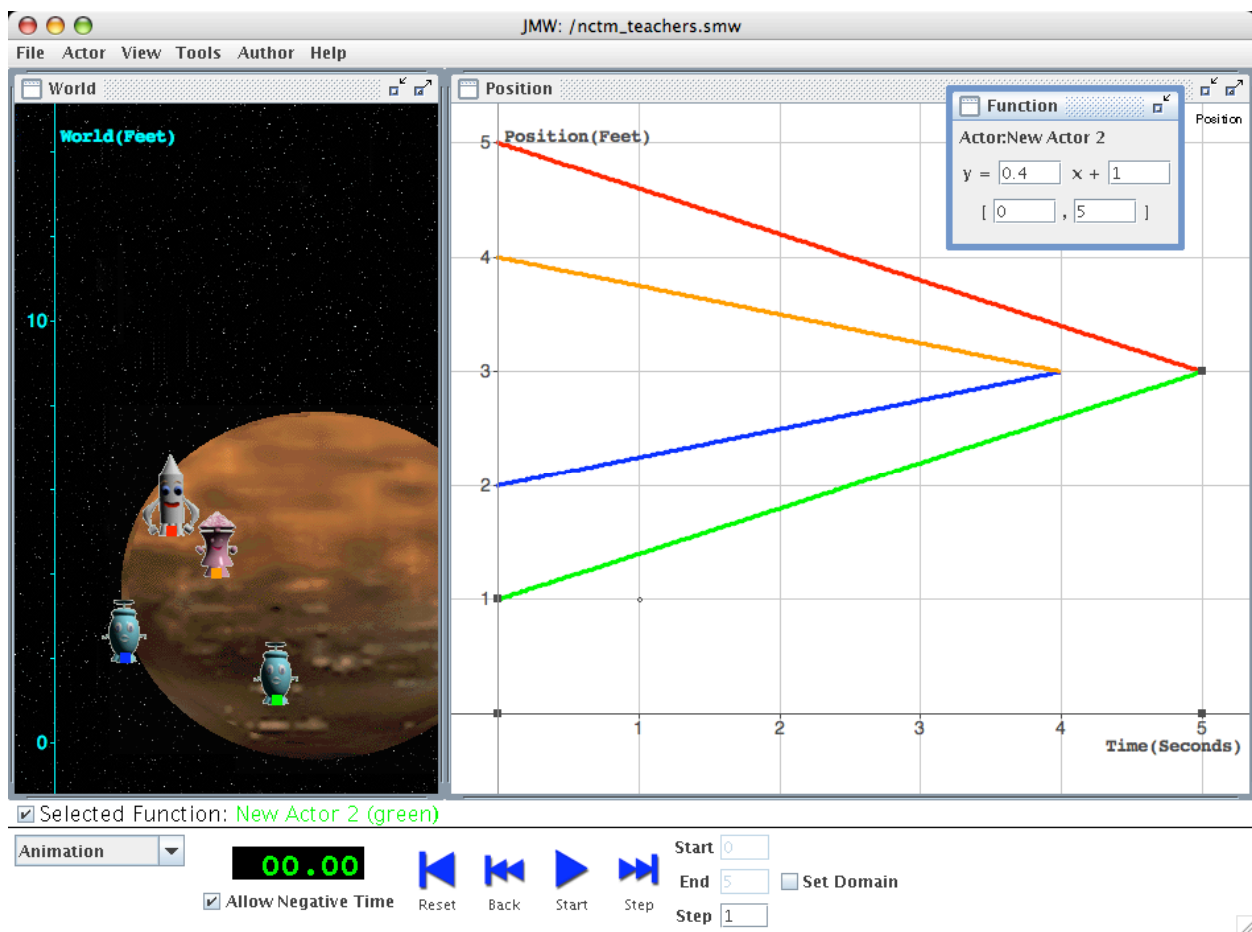 JMW: /nctm_teachers.smw
File Actor View Tools Author Help
World
World(Feet)
10
0
Position
Position(Feet)
5
4
3
2
1
1 2 3 4 5
Time(Seconds)
Function
Actor:New Actor 2
y = 0.4 x + 1
[ 0 , 5 ]
Position
Selected Function: New Actor 2 (green)
Animation
00.00
Allow Negative Time
Reset Back Start Step
Start 0
End 5 Set Domain
Step 1